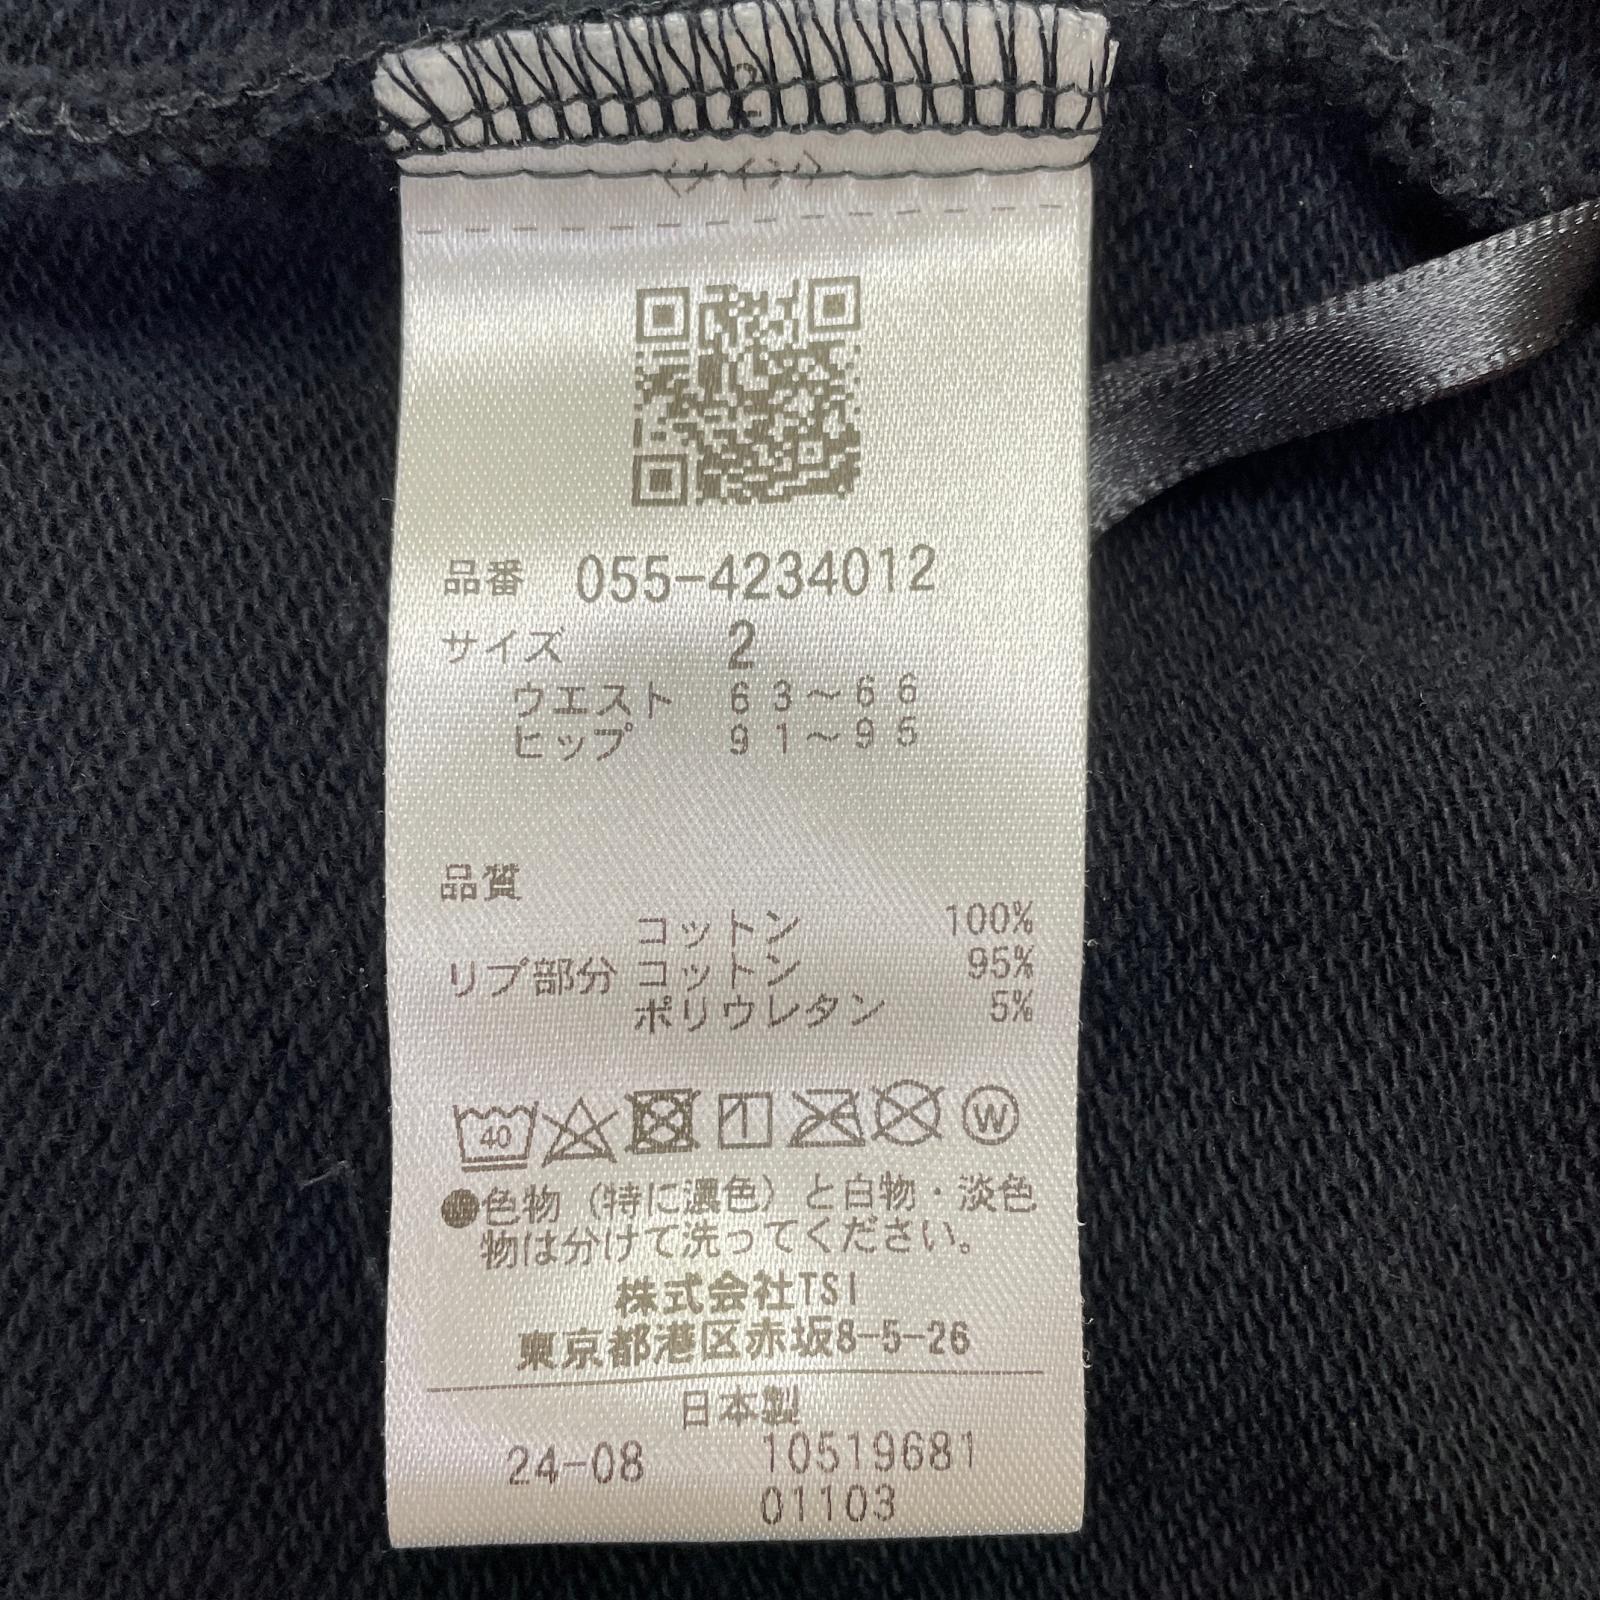 2
(メイン)
品番 055-4234012
サイズ 2
ウエスト 63～66
ヒップ 91～95
品質
コットン 100%
リブ部分 コットン 95%
ポリウレタン 5%
40 W
●色物（特に濃色）と白物・淡色
物は分けて洗ってください。
株式会社TSI
東京都港区赤坂8-5-26
日本製
24-08 10519681
01103